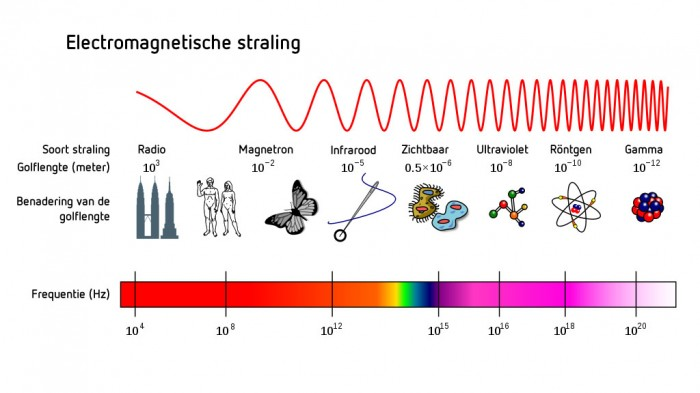 Electromagnetische straling
Soort straling Radio Magnetron Infrarood Zichtbaar Ultraviolet Röntgen Gamma
Golflengte (meter) 10³ 10⁻² 10⁻⁵ 0.5×10⁻⁶ 10⁻⁸ 10⁻¹⁰ 10⁻¹²
Benadering van de
golflengte
Frequentie (Hz)
10⁴ 10⁸ 10¹² 10¹⁵ 10¹⁶ 10¹⁸ 10²⁰